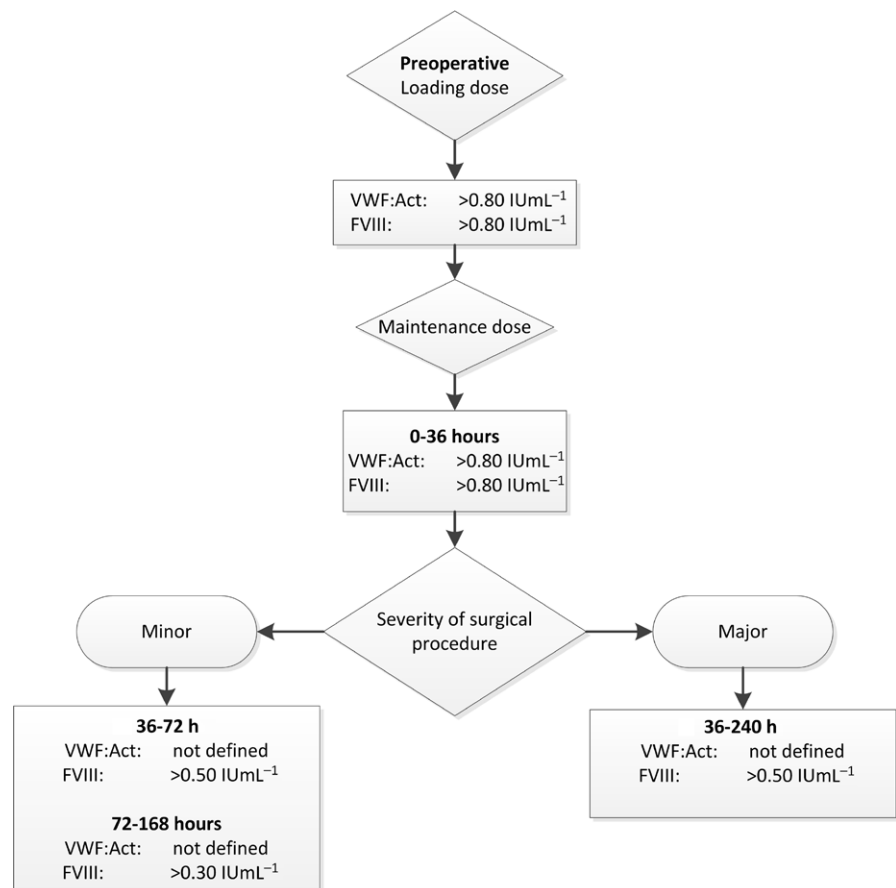 Preoperative
Loading dose
VWF:Act: >0.80 IUmL⁻¹
FVIII: >0.80 IUmL⁻¹
Maintenance dose
0-36 hours
VWF:Act: >0.80 IUmL⁻¹
FVIII: >0.80 IUmL⁻¹
Severity of surgical
procedure
Minor
Major
36-72 h
VWF:Act: not defined
FVIII: >0.50 IUmL⁻¹
72-168 hours
VWF:Act: not defined
FVIII: >0.30 IUmL⁻¹
36-240 h
VWF:Act: not defined
FVIII: >0.50 IUmL⁻¹